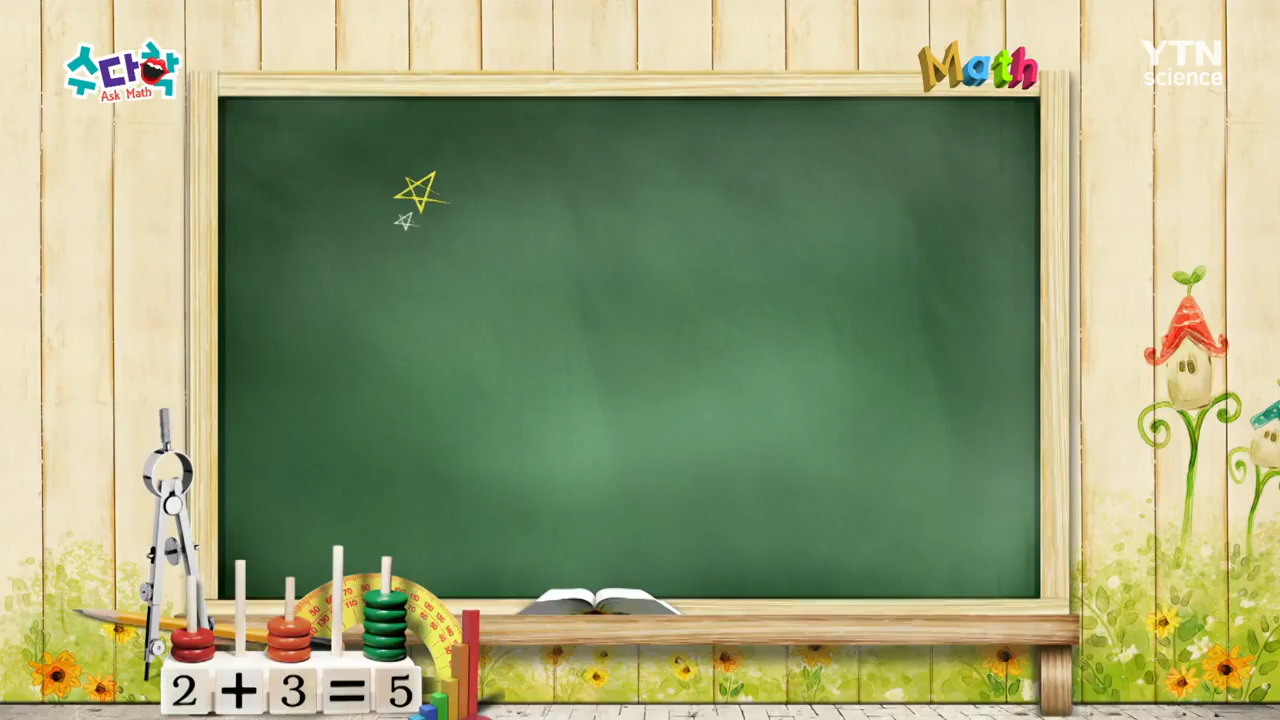 수다학
Ask Math
Math
YTN
science
2 + 3 = 5